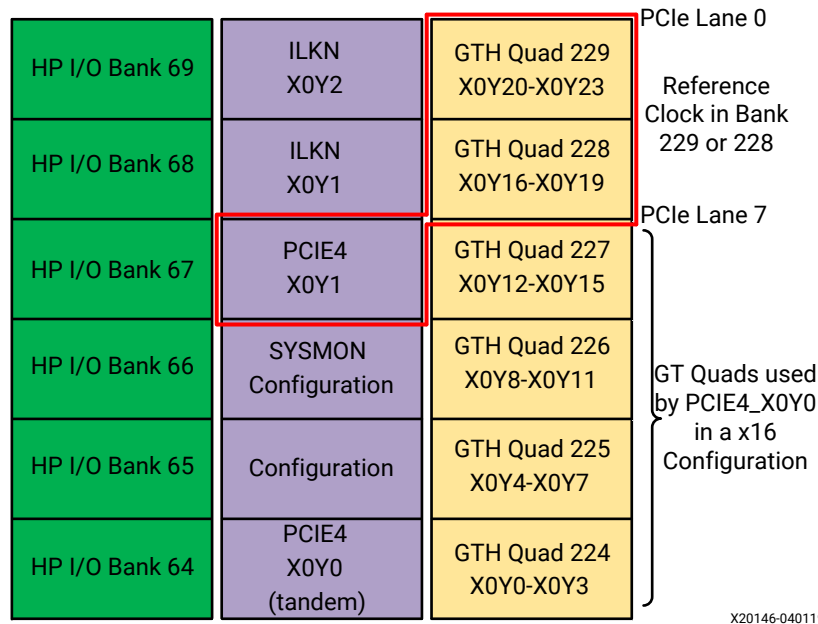 PCIe Lane 0
HP I/O Bank 69
ILKN
X0Y2
GTH Quad 229
X0Y20-X0Y23
Reference
Clock in Bank
229 or 228
HP I/O Bank 68
ILKN
X0Y1
GTH Quad 228
X0Y16-X0Y19
PCIe Lane 7
HP I/O Bank 67
PCIE4
X0Y1
GTH Quad 227
X0Y12-X0Y15
HP I/O Bank 66
SYSMON
Configuration
GTH Quad 226
X0Y8-X0Y11
GT Quads used
by PCIE4_X0Y0
in a x16
Configuration
HP I/O Bank 65
Configuration
GTH Quad 225
X0Y4-X0Y7
HP I/O Bank 64
PCIE4
X0Y0
(tandem)
GTH Quad 224
X0Y0-X0Y3
X20146-04011